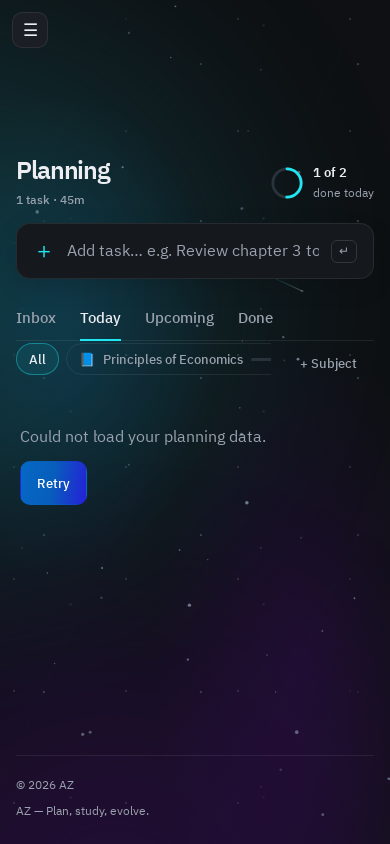 ☰
Planning
1 task · 45m
1 of 2
done today
+ Add task… e.g. Review chapter 3 to ↵
Inbox Today Upcoming Done
All 📘 Principles of Economics + Subject
Could not load your planning data.
Retry
© 2026 AZ
AZ — Plan, study, evolve.